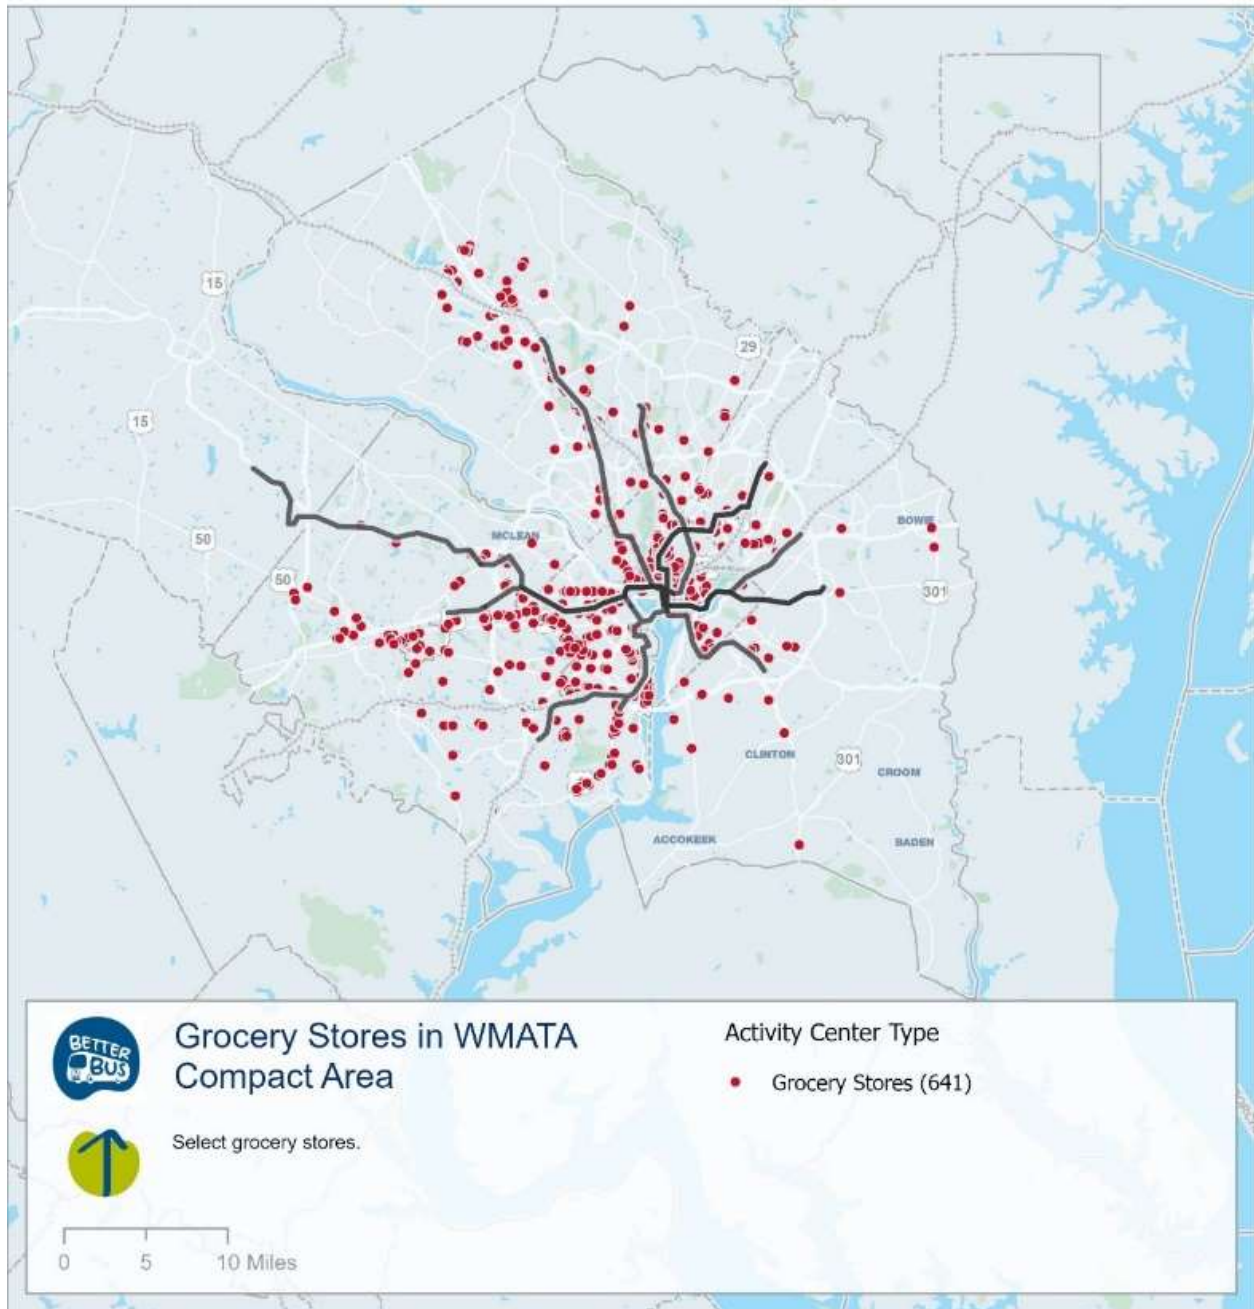 15
29
15
MCLEAN
BOWIE
50
50
301
CLINTON
301
CROOM
ACCOKEEK
BADEN
BETTER
BUS
Grocery Stores in WMATA
Compact Area
Select grocery stores.
0 5 10 Miles
Activity Center Type
Grocery Stores (641)